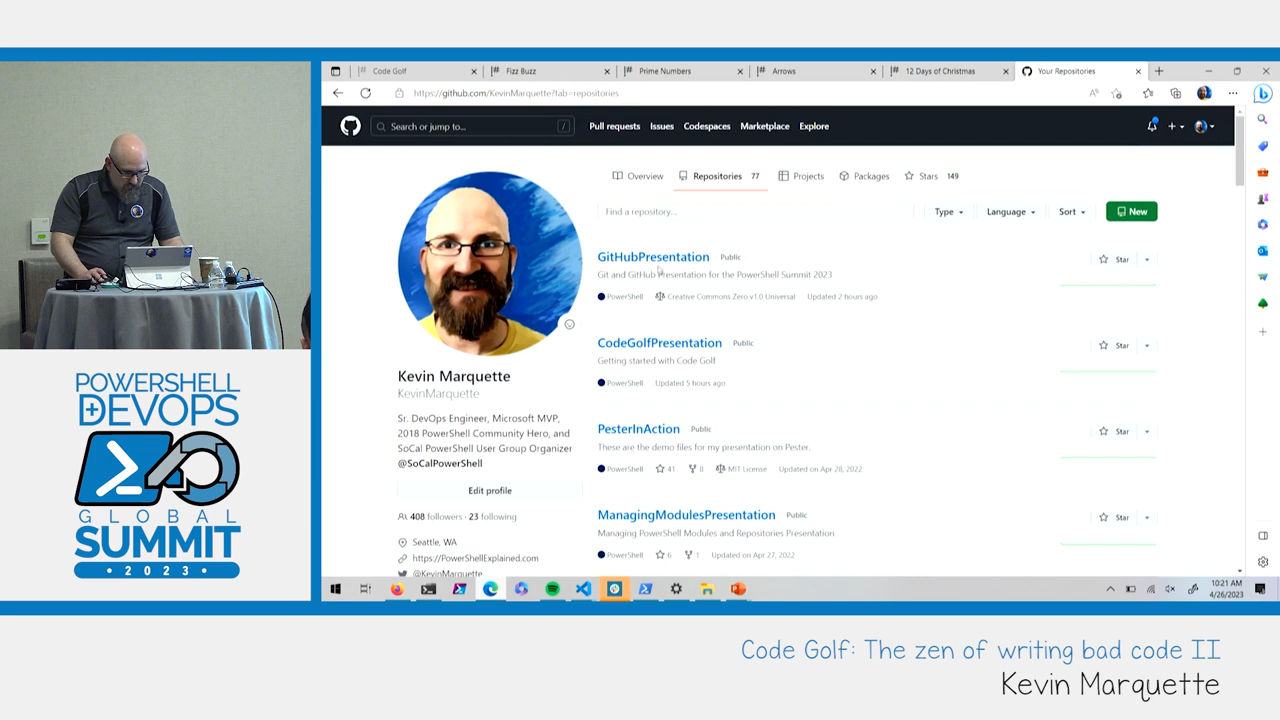 Code Golf
Fizz Buzz
Prime Numbers
Arrows
12 Days of Christmas
Your Repositories
https://github.com/KevinMarquette?tab=repositories
Search or jump to...
/
Pull requests
Issues
Codespaces
Marketplace
Explore
Overview
Repositories 77
Projects
Packages
Stars 149
Find a repository...
Type
Language
Sort
New
GitHubPresentation Public
Git and GitHub Presentation for the PowerShell Summit 2023
PowerShell Creative Commons Zero v1.0 Universal Updated 2 hours ago
Star
CodeGolfPresentation Public
Getting started with Code Golf
PowerShell Updated 5 hours ago
Star
PesterInAction Public
These are the demo files for my presentation on Pester.
PowerShell 41 8 MIT License Updated on Apr 28, 2022
Star
ManagingModulesPresentation Public
Managing PowerShell Modules and Repositories Presentation
PowerShell 6 1 Updated on Apr 27, 2022
Star
Kevin Marquette
KevinMarquette
Sr. DevOps Engineer, Microsoft MVP,
2018 PowerShell Community Hero, and
SoCal PowerShell User Group Organizer
@SoCalPowerShell
Edit profile
408 followers · 23 following
Seattle, WA
https://PowerShellExplained.com
@KevinMarquette
10:21 AM
4/26/2023
POWERSHELL
+DEVOPS
GLOBAL
SUMMIT
• 2023 •
Code Golf: The zen of writing bad code II
Kevin Marquette